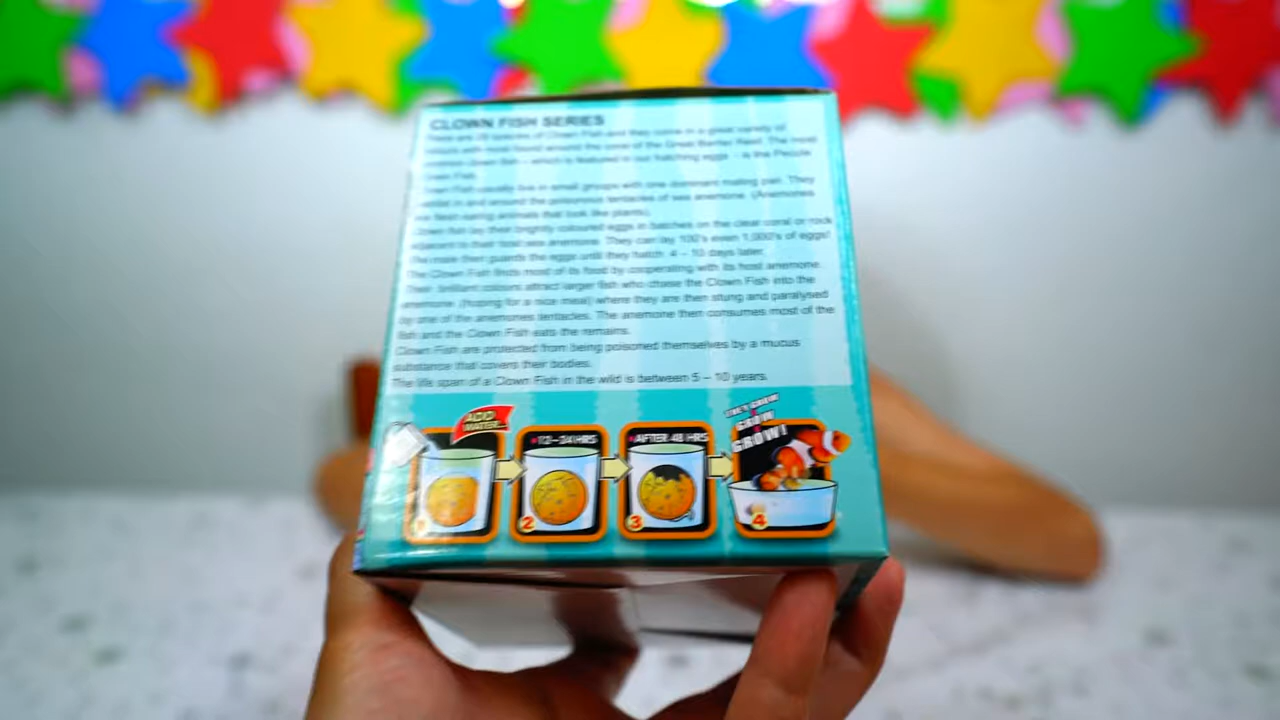 CLOWN FISH SERIES
There are 28 species of Clown Fish and they come in a great variety of
colours with most found around the coral of the Great Barrier Reef. The most
common clown fish - which is featured in our hatching eggs - is the Percula
Clown Fish.
Clown Fish usually live in small groups with one dominant mating pair. They
in and around the poisonous tentacles of sea anemone. (Anemones
are flesh eating animals that look like plants).
Clown fish lay their brightly coloured eggs in batches on the clear coral or rock
adjacent to their host sea anemone. They can lay 100's even 1,000's of eggs!
The male then guards the eggs until they hatch 4 – 10 days later.
The Clown Fish finds most of its food by cooperating with its host anemone.
Their brilliant colours attract larger fish who chase the Clown Fish into the
anemone (hoping for a nice meal) where they are then stung and paralysed
by one of the anemones tentacles. The anemone then consumes most of the
fish and the Clown Fish eats the remains.
Clown Fish are protected from being poisoned themselves by a mucus
substance that covers their bodies.
The life span of a Clown Fish in the wild is between 5 – 10 years.
ADD
WATER...
12-24 HRS
AFTER 48 HRS
THEY GROW
GROW
GROW!
1
2
3
4